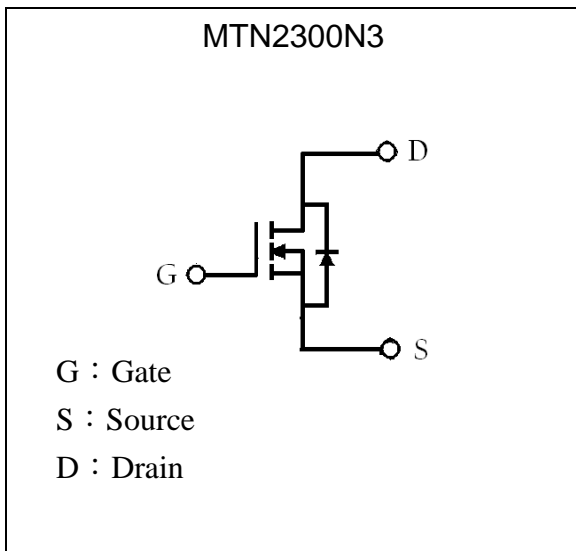 MTN2300N3
D
G
S
G：Gate
S：Source
D：Drain